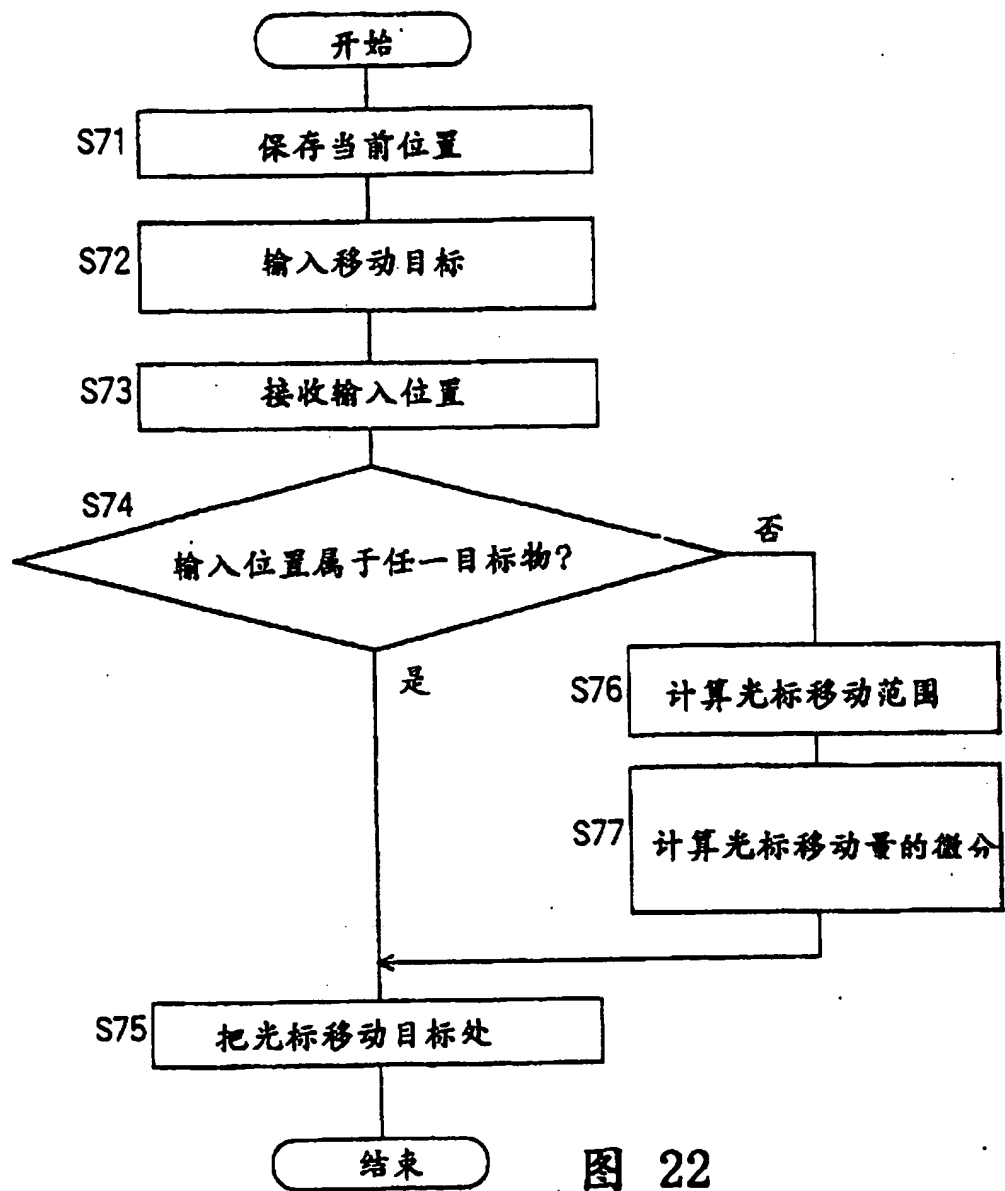 开始
S71
保存当前位置
S72
输入移动目标
S73
接收输入位置
S74
输入位置属于任一目标物?
否
是
S76
计算光标移动范围
S77
计算光标移动量的微分
S75
把光标移动目标处
结束
图 22